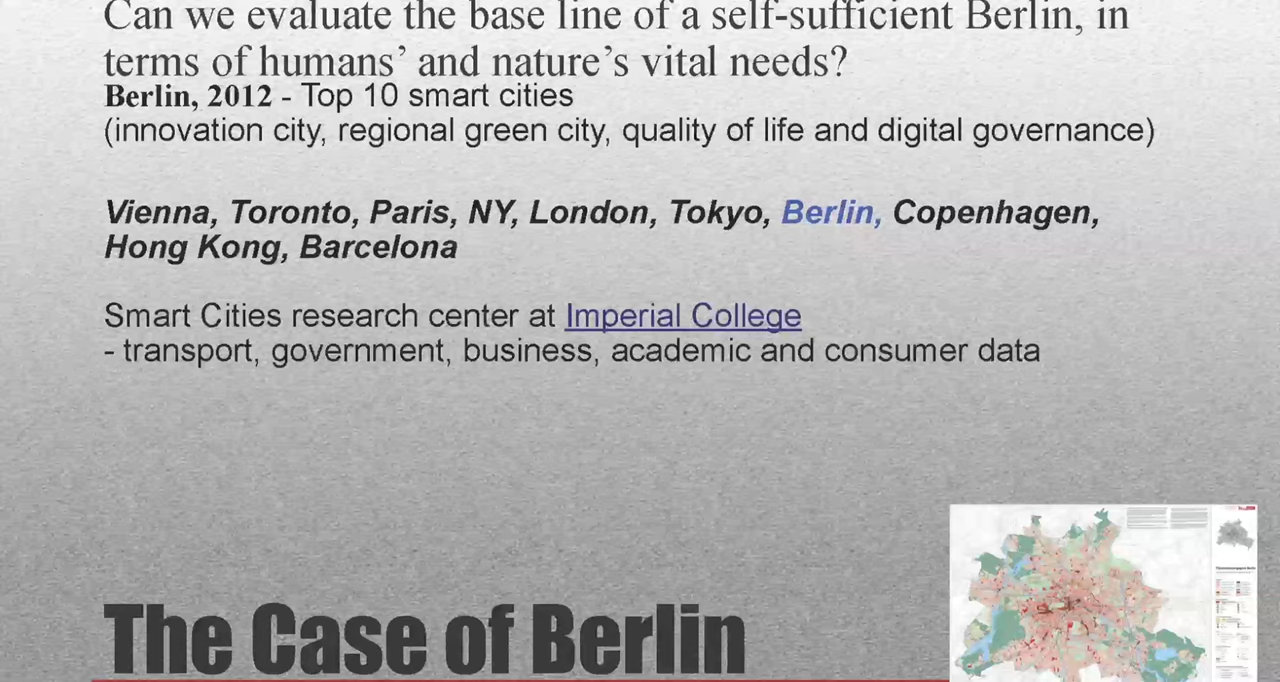 Can we evaluate the base line of a self-sufficient Berlin, in
terms of humans’ and nature’s vital needs?
Berlin, 2012 - Top 10 smart cities
(innovation city, regional green city, quality of life and digital governance)
Vienna, Toronto, Paris, NY, London, Tokyo, Berlin, Copenhagen,
Hong Kong, Barcelona
Smart Cities research center at Imperial College
- transport, government, business, academic and consumer data
The Case of Berlin